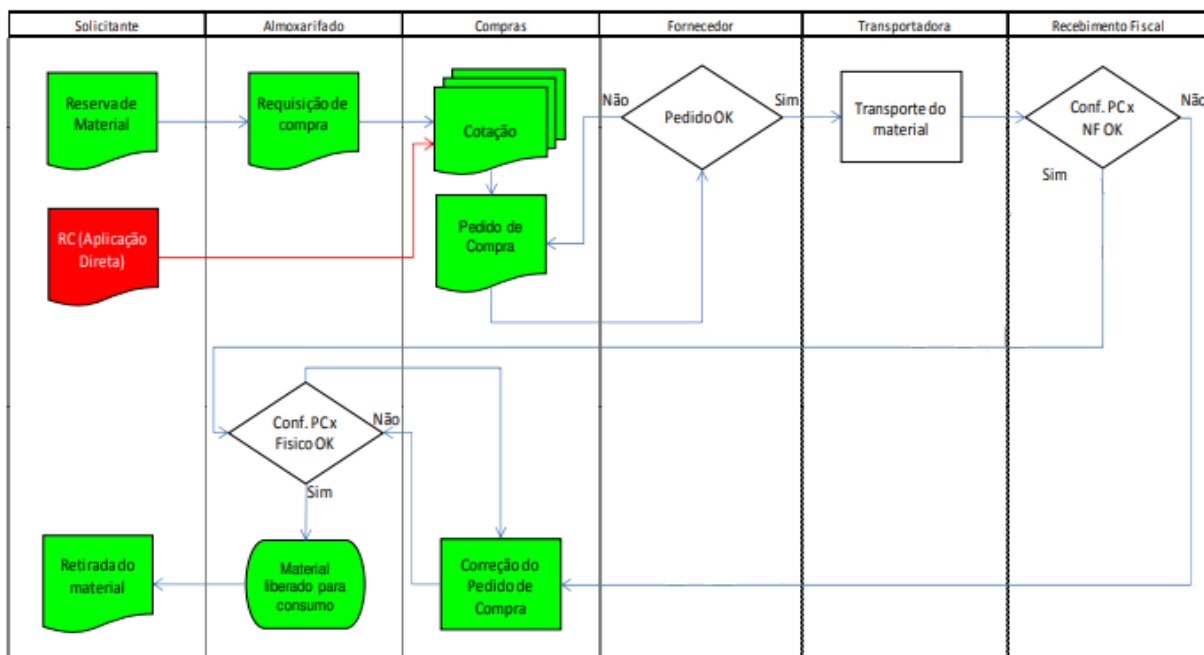 Solicitante
Almoxarifado
Compras
Fornecedor
Transportadora
Recebimento Fiscal
Reserva de
Material
Requisição de
compra
Cotação
Não
Pedido OK
Sim
Transporte do
material
Conf. PC x
NF OK
Não
Sim
RC (Aplicação
Direta)
Pedido de
Compra
Conf. PC x
Fisico OK
Não
Sim
Retirada do
material
Material
liberado para
consumo
Correção do
Pedido de
Compra